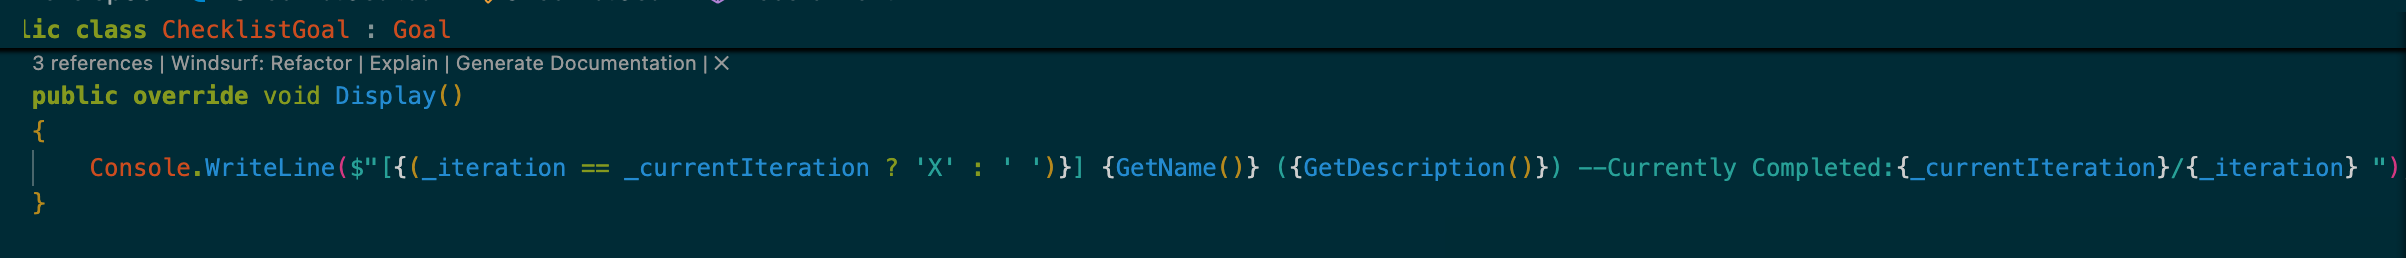 lic class ChecklistGoal : Goal
3 references | Windsurf: Refactor | Explain | Generate Documentation | ×
public override void Display()
{
Console.WriteLine($"[{(_iteration == _currentIteration ? 'X' : ' ')}] {GetName()} ({GetDescription()}) --Currently Completed:{_currentIteration}/{_iteration} ")
}